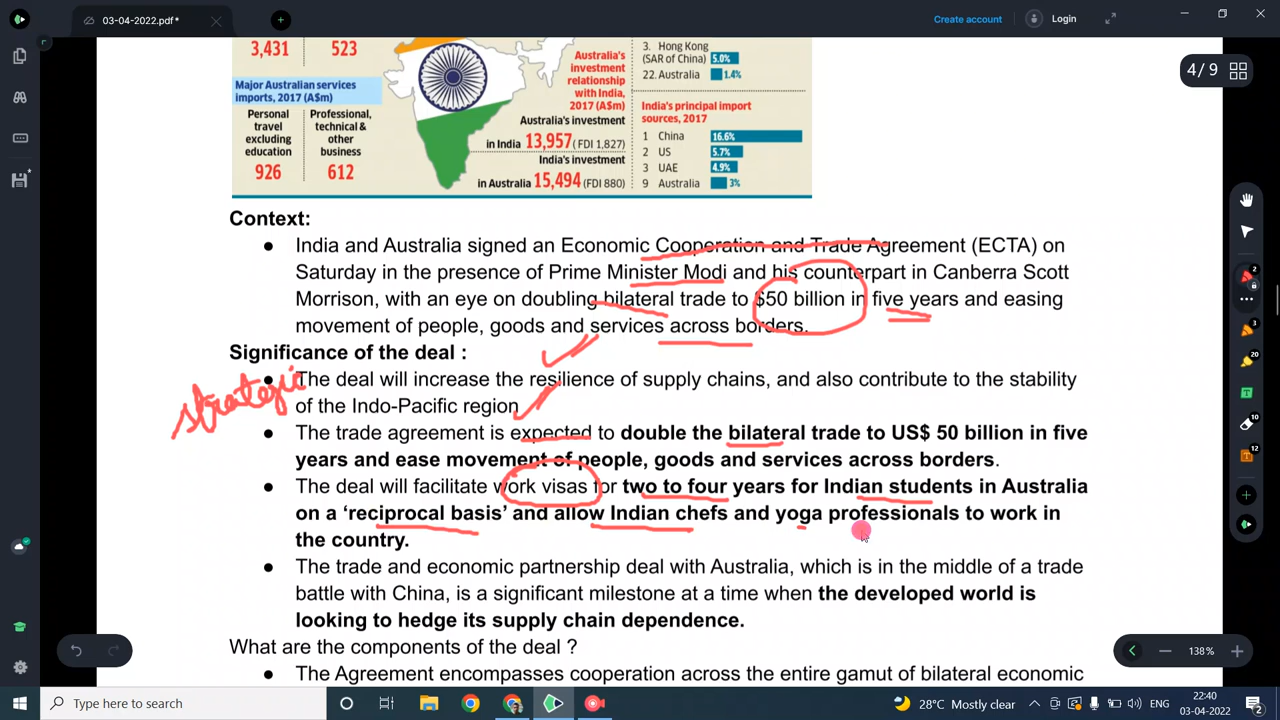 03-04-2022.pdf*
Create account
Login
4/9
3,431
523
Major Australian services
imports, 2017 (A$m)
Personal
travel
excluding
education
Professional,
technical &
other
business
926
612
Australia's
investment
relationship
with India,
2017 (A$m)
Australia's investment
in India 13,957 (FDI 1,827)
India's investment
in Australia 15,494 (FDI 880)
3. Hong Kong
(SAR of China) 5.0%
22. Australia 1.4%
India's principal import
sources, 2017
1 China 16.6%
2 US 5.7%
3 UAE 4.9%
9 Australia 3%
Context:
● India and Australia signed an Economic Cooperation and Trade Agreement (ECTA) on
Saturday in the presence of Prime Minister Modi and his counterpart in Canberra Scott
Morrison, with an eye on doubling bilateral trade to $50 billion in five years and easing
movement of people, goods and services across borders.
Significance of the deal :
strategic
● The deal will increase the resilience of supply chains, and also contribute to the stability
of the Indo-Pacific region
● The trade agreement is expected to double the bilateral trade to US$ 50 billion in five
years and ease movement of people, goods and services across borders.
● The deal will facilitate work visas for two to four years for Indian students in Australia
on a ‘reciprocal basis’ and allow Indian chefs and yoga professionals to work in
the country.
● The trade and economic partnership deal with Australia, which is in the middle of a trade
battle with China, is a significant milestone at a time when the developed world is
looking to hedge its supply chain dependence.
What are the components of the deal ?
● The Agreement encompasses cooperation across the entire gamut of bilateral economic
138%
2
3
20
10
12
Type here to search
28°C Mostly clear
ENG
22:40
03-04-2022
2